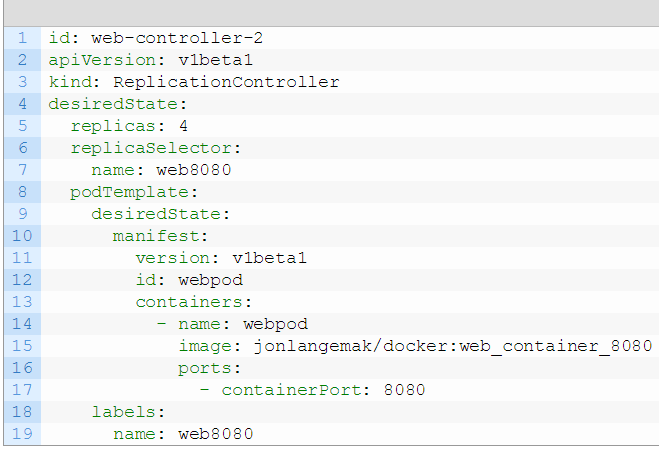 1 id: web-controller-2
2 apiVersion: v1beta1
3 kind: ReplicationController
4 desiredState:
5   replicas: 4
6   replicaSelector:
7     name: web8080
8   podTemplate:
9     desiredState:
10       manifest:
11         version: v1beta1
12         id: webpod
13         containers:
14           - name: webpod
15             image: jonlangemak/docker:web_container_8080
16             ports:
17               - containerPort: 8080
18     labels:
19       name: web8080